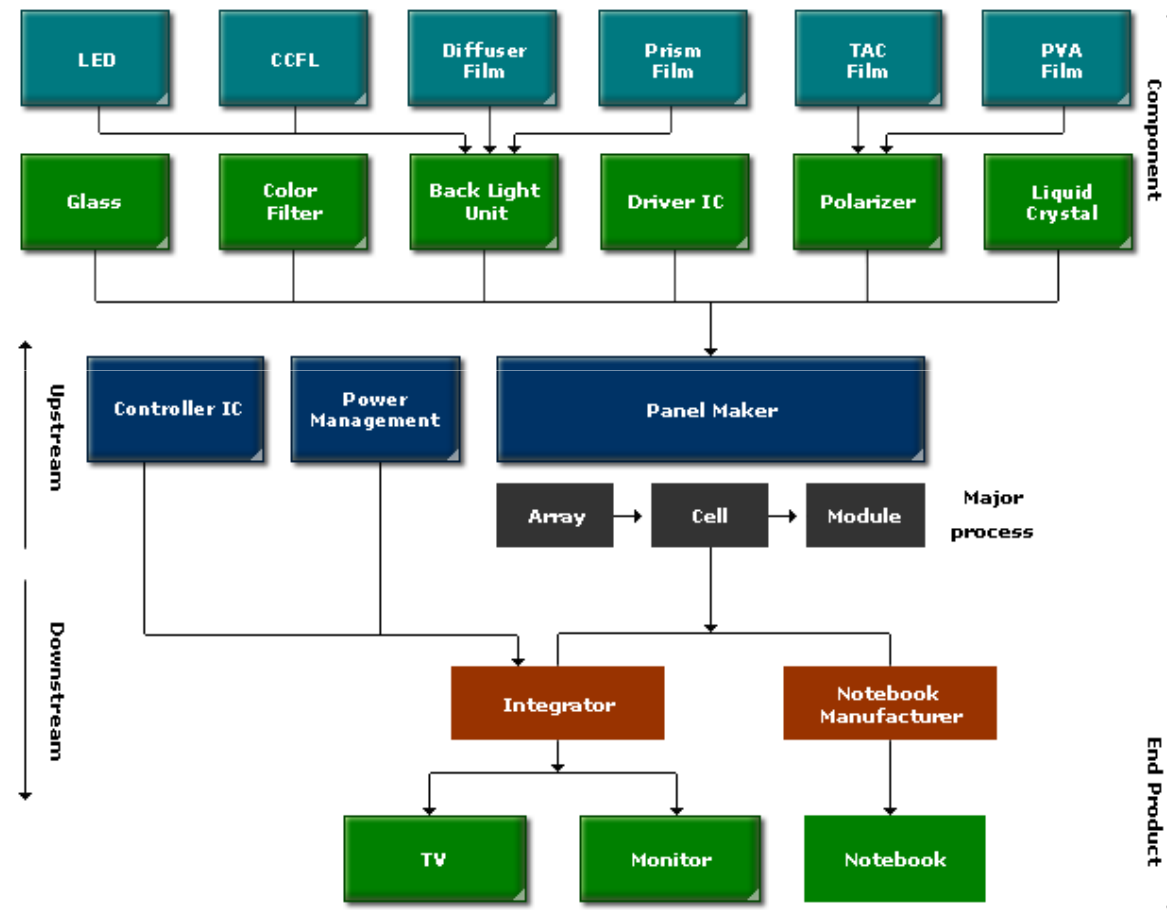 LED
CCFL
Diffuser
Film
Prism
Film
TAC
Film
PVA
Film
Component
Glass
Color
Filter
Back Light
Unit
Driver IC
Polarizer
Liquid
Crystal
Upstream
Controller IC
Power
Management
Panel Maker
Array
Cell
Module
Major
process
Downstream
Integrator
Notebook
Manufacturer
End Product
TV
Monitor
Notebook